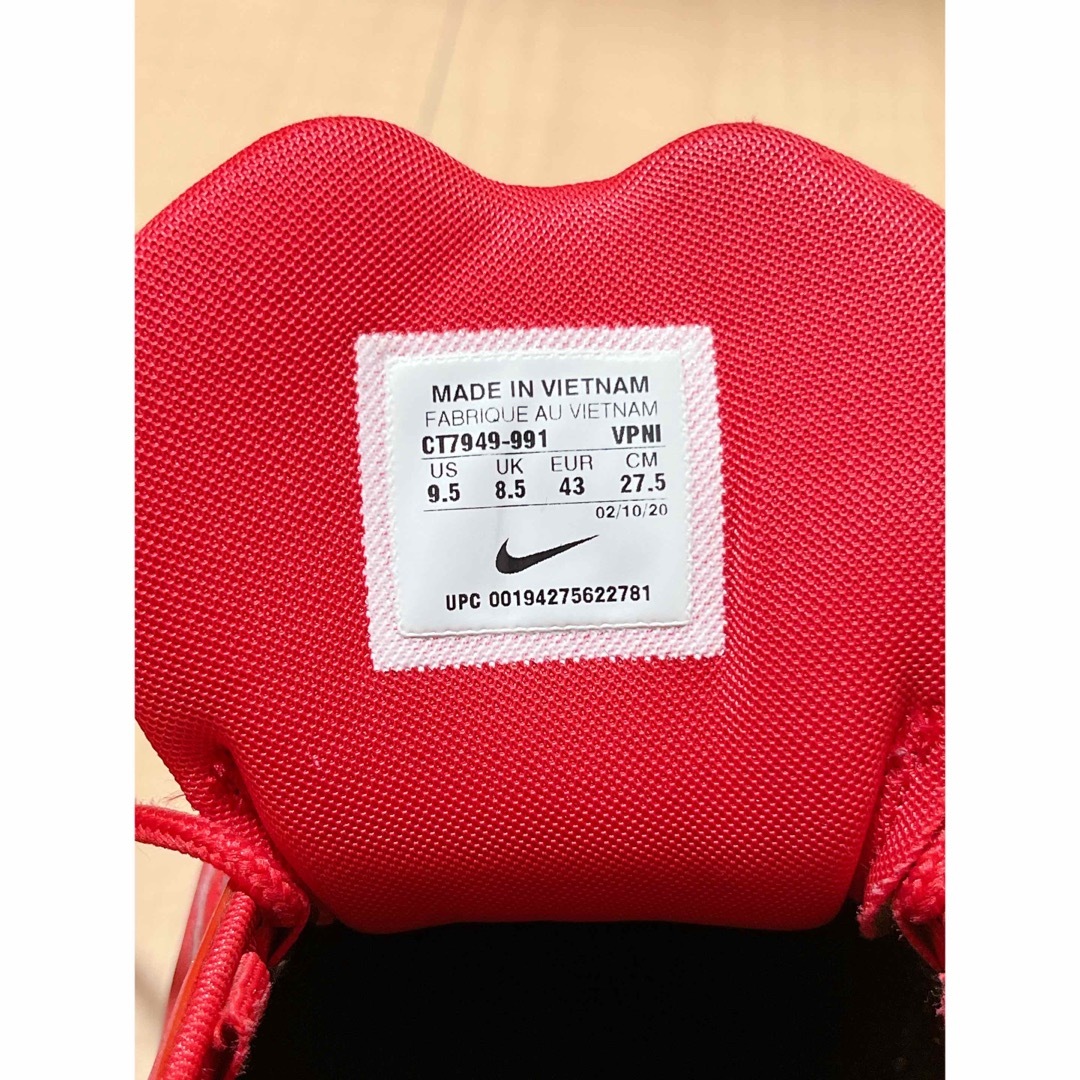 MADE IN VIETNAM
FABRIQUE AU VIETNAM
CT7949-991 VPNI
US UK EUR CM
9.5 8.5 43 27.5
02/10/20
UPC 00194275622781